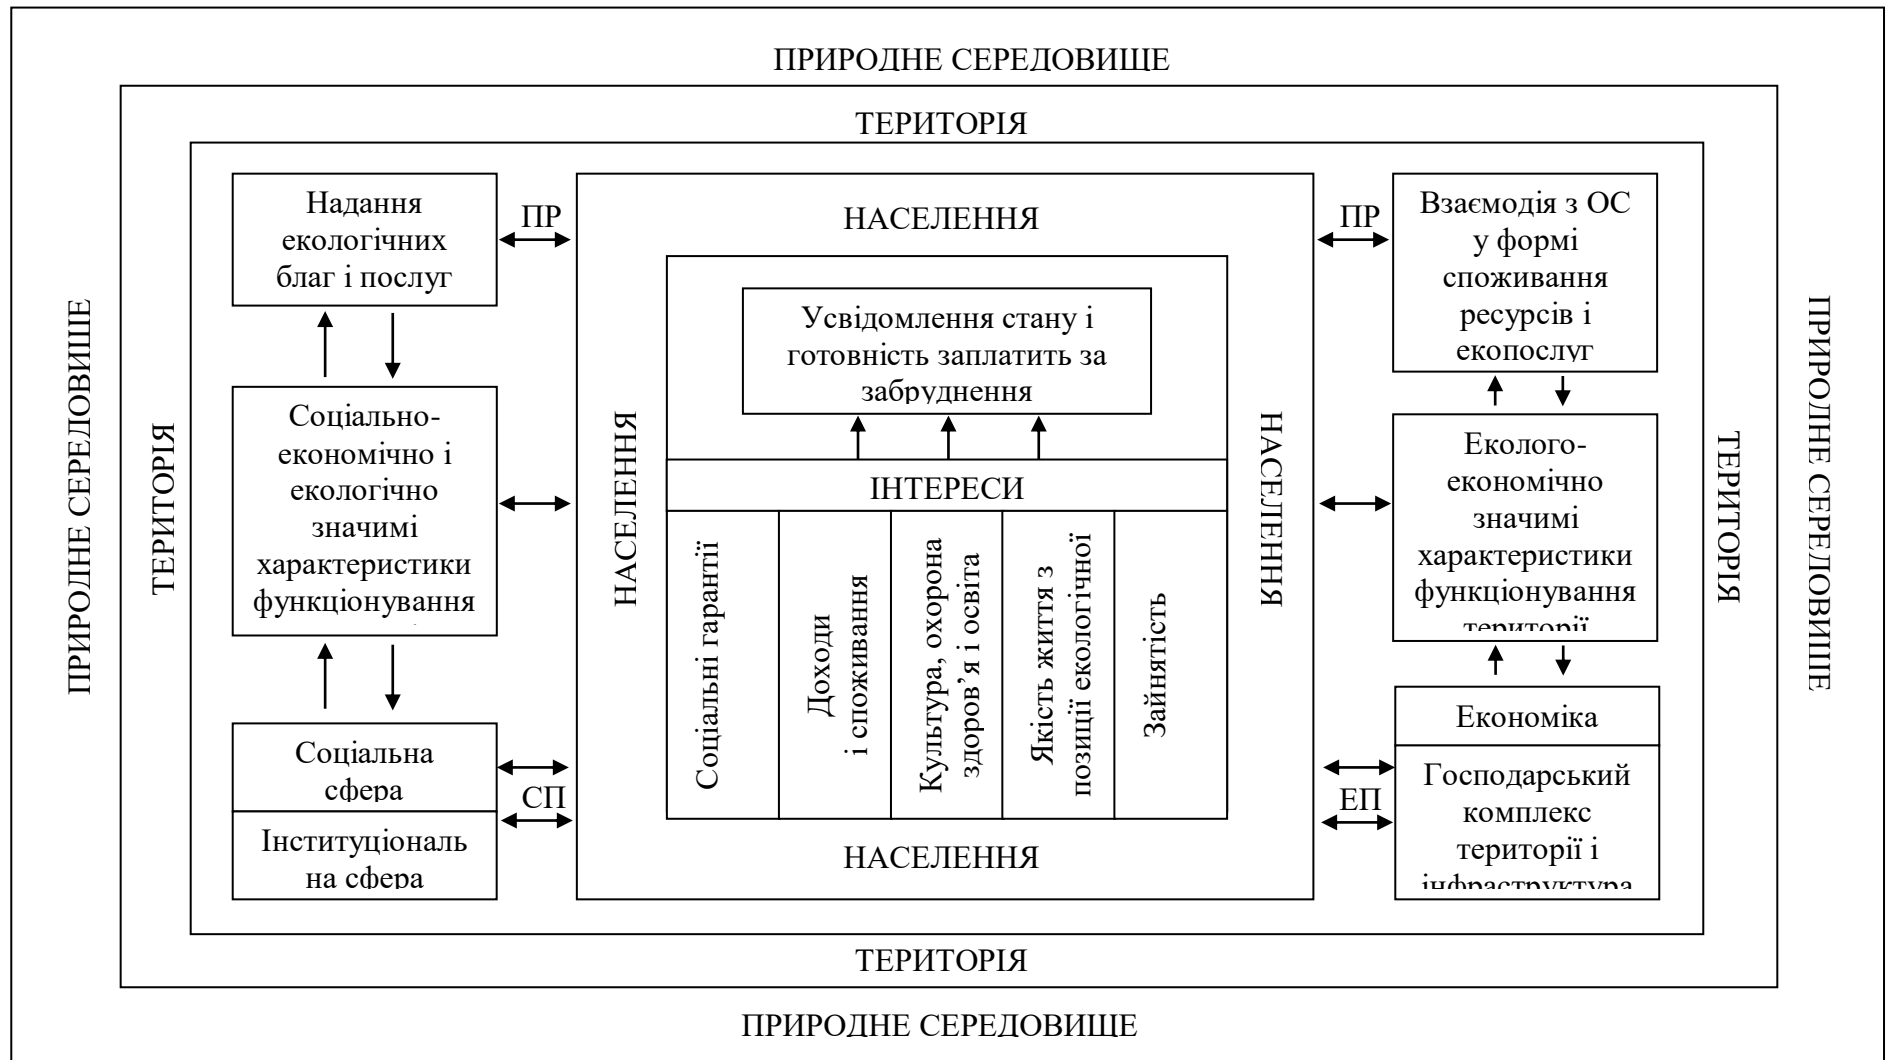 ПРИРОДНЕ СЕРЕДОВИЩЕ
ТЕРИТОРІЯ
ПРИРОДНЕ СЕРЕДОВИЩЕ
ТЕРИТОРІЯ
Надання
екологічних
благ і послуг
ПР
Соціально-
економічно і
екологічно
значимі
характеристики
функціонування
Соціальна
сфера
Інституціональ
на сфера
СП
НАСЕЛЕННЯ
НАСЕЛЕННЯ
Усвідомлення стану і
готовність заплатить за
забруднення
ІНТЕРЕСИ
Соціальні гарантії
Доходи
і споживання
Культура, охорона
здоров’я і освіта
Якість життя з
позиції екологічної
Зайнятість
НАСЕЛЕННЯ
НАСЕЛЕННЯ
ПР
Взаємодія з ОС
у формі
споживання
ресурсів і
екопослуг
Еколого-
економічно
значимі
характеристики
функціонування
території
ЕП
Економіка
Господарський
комплекс
території і
інфраструктура
ТЕРИТОРІЯ
ПРИРОДНЕ СЕРЕДОВИЩЕ
ТЕРИТОРІЯ
ПРИРОДНЕ СЕРЕДОВИЩЕ